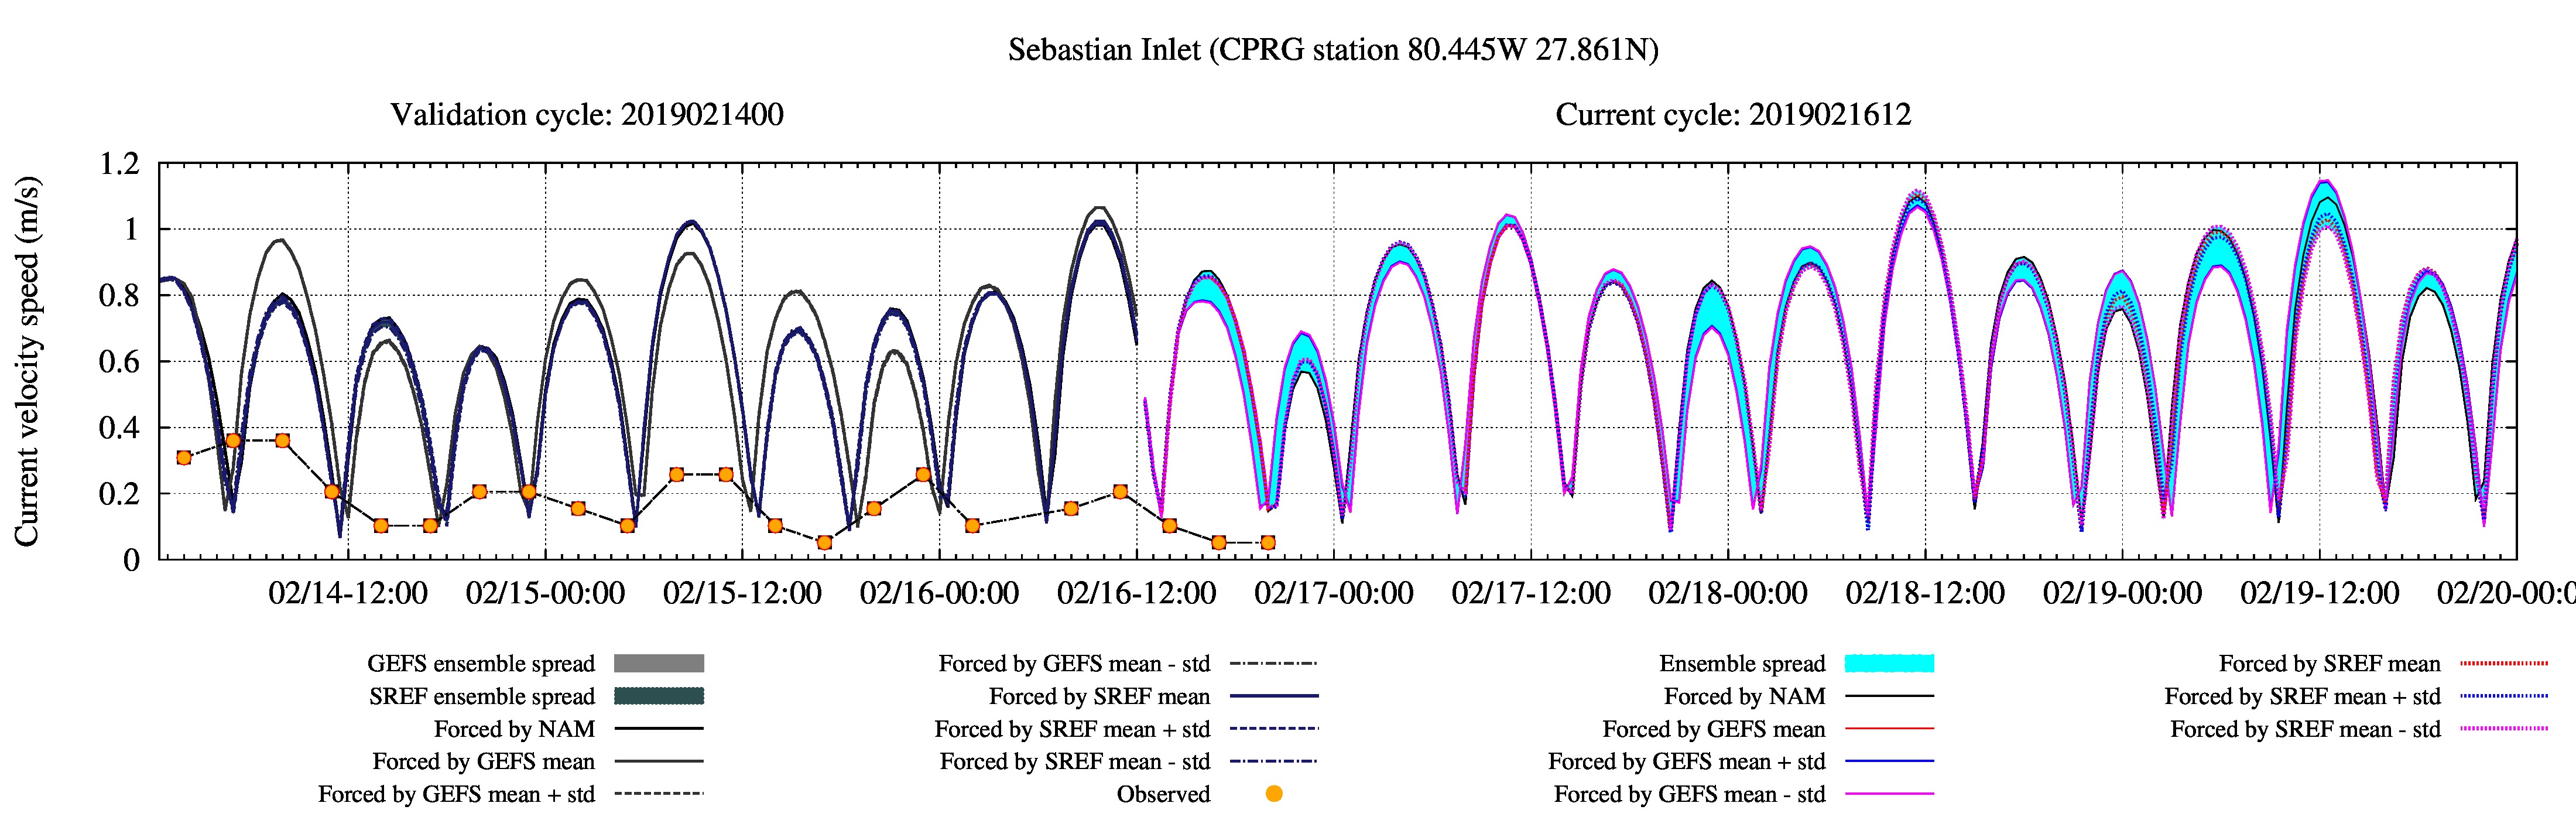 Sebastian Inlet (CPRG station 80.445W 27.861N)
Validation cycle: 2019021400
Current cycle: 2019021612
Current velocity speed (m/s)
1.2
1
0.8
0.6
0.4
0.2
0
02/14-12:00
02/15-00:00
02/15-12:00
02/16-00:00
02/16-12:00
02/17-00:00
02/17-12:00
02/18-00:00
02/18-12:00
02/19-00:00
02/19-12:00
02/20-00:0
GEFS ensemble spread
SREF ensemble spread
Forced by NAM
Forced by GEFS mean
Forced by GEFS mean + std
Forced by GEFS mean - std
Forced by SREF mean
Forced by SREF mean + std
Forced by SREF mean - std
Observed
Ensemble spread
Forced by NAM
Forced by GEFS mean
Forced by GEFS mean + std
Forced by GEFS mean - std
Forced by SREF mean
Forced by SREF mean + std
Forced by SREF mean - std